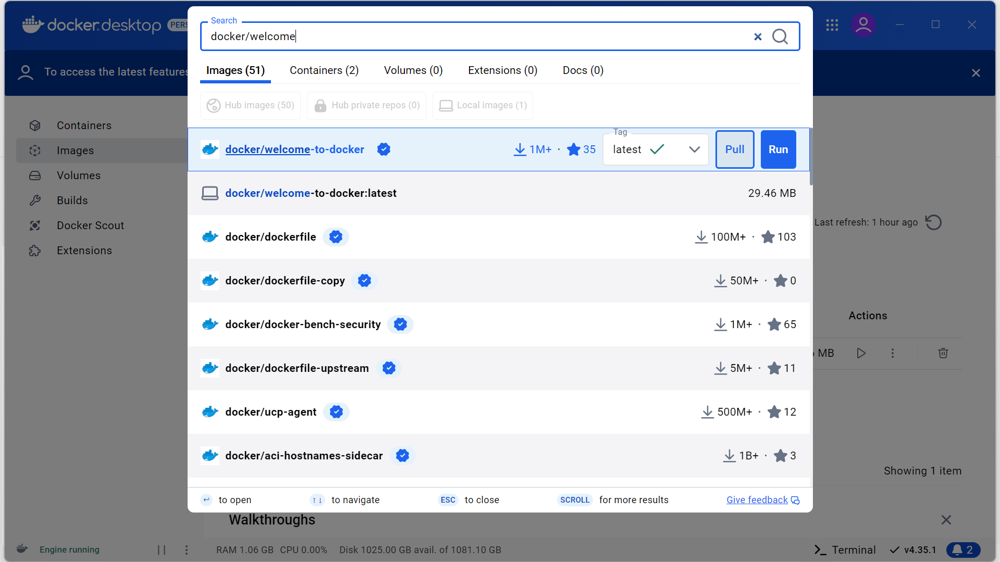 docker desktop PERS
Search
docker/welcome
To access the latest features
Images (51) Containers (2) Volumes (0) Extensions (0) Docs (0)
Hub images (50) Hub private repos (0) Local images (1)
Containers
Images
Volumes
Builds
Docker Scout
Extensions
docker/welcome-to-docker 1M+ · 35 Tag latest Pull Run
docker/welcome-to-docker:latest 29.46 MB
docker/dockerfile 100M+ · 103
Last refresh: 1 hour ago
docker/dockerfile-copy 50M+ · 0
docker/docker-bench-security 1M+ · 65
Actions
docker/dockerfile-upstream 5M+ · 11
MB
docker/ucp-agent 500M+ · 12
docker/aci-hostnames-sidecar 1B+ · 3
Showing 1 item
to open ↑ ↓ to navigate ESC to close SCROLL for more results Give feedback
Walkthroughs
Engine running RAM 1.06 GB CPU 0.00% Disk 1025.00 GB avail. of 1081.10 GB Terminal v4.35.1 2